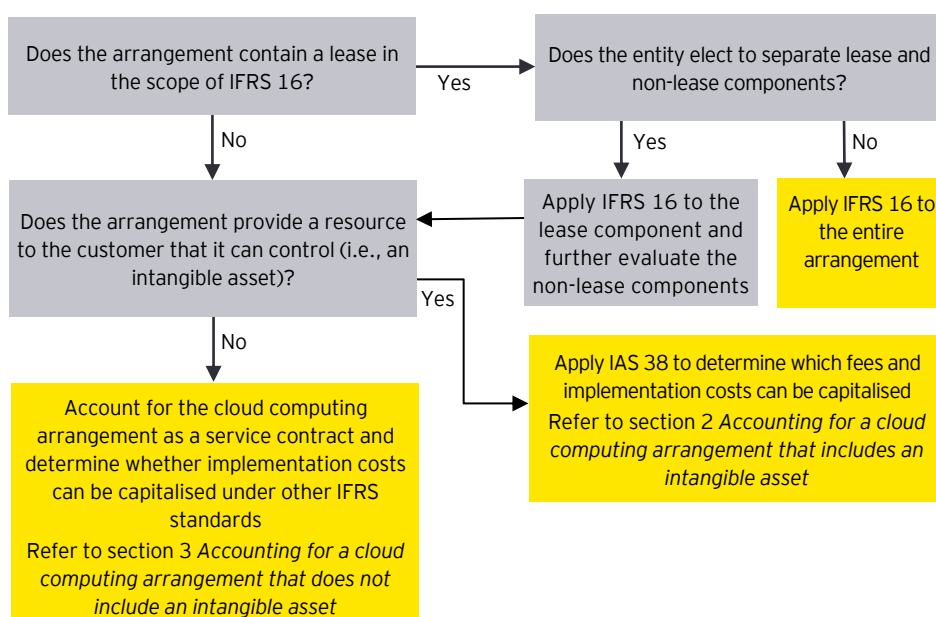 Does the arrangement contain a lease in
the scope of IFRS 16?
Yes
Does the entity elect to separate lease and
non-lease components?
No
Yes
No
Does the arrangement provide a resource
to the customer that it can control (i.e., an
intangible asset)?
Apply IFRS 16 to the
lease component and
further evaluate the
non-lease components
Apply IFRS 16 to
the entire
arrangement
Yes
No
Account for the cloud computing
arrangement as a service contract and
determine whether implementation costs
can be capitalised under other IFRS
standards
Refer to section 3 Accounting for a cloud
computing arrangement that does not
include an intangible asset
Apply IAS 38 to determine which fees and
implementation costs can be capitalised
Refer to section 2 Accounting for a cloud
computing arrangement that includes an
intangible asset